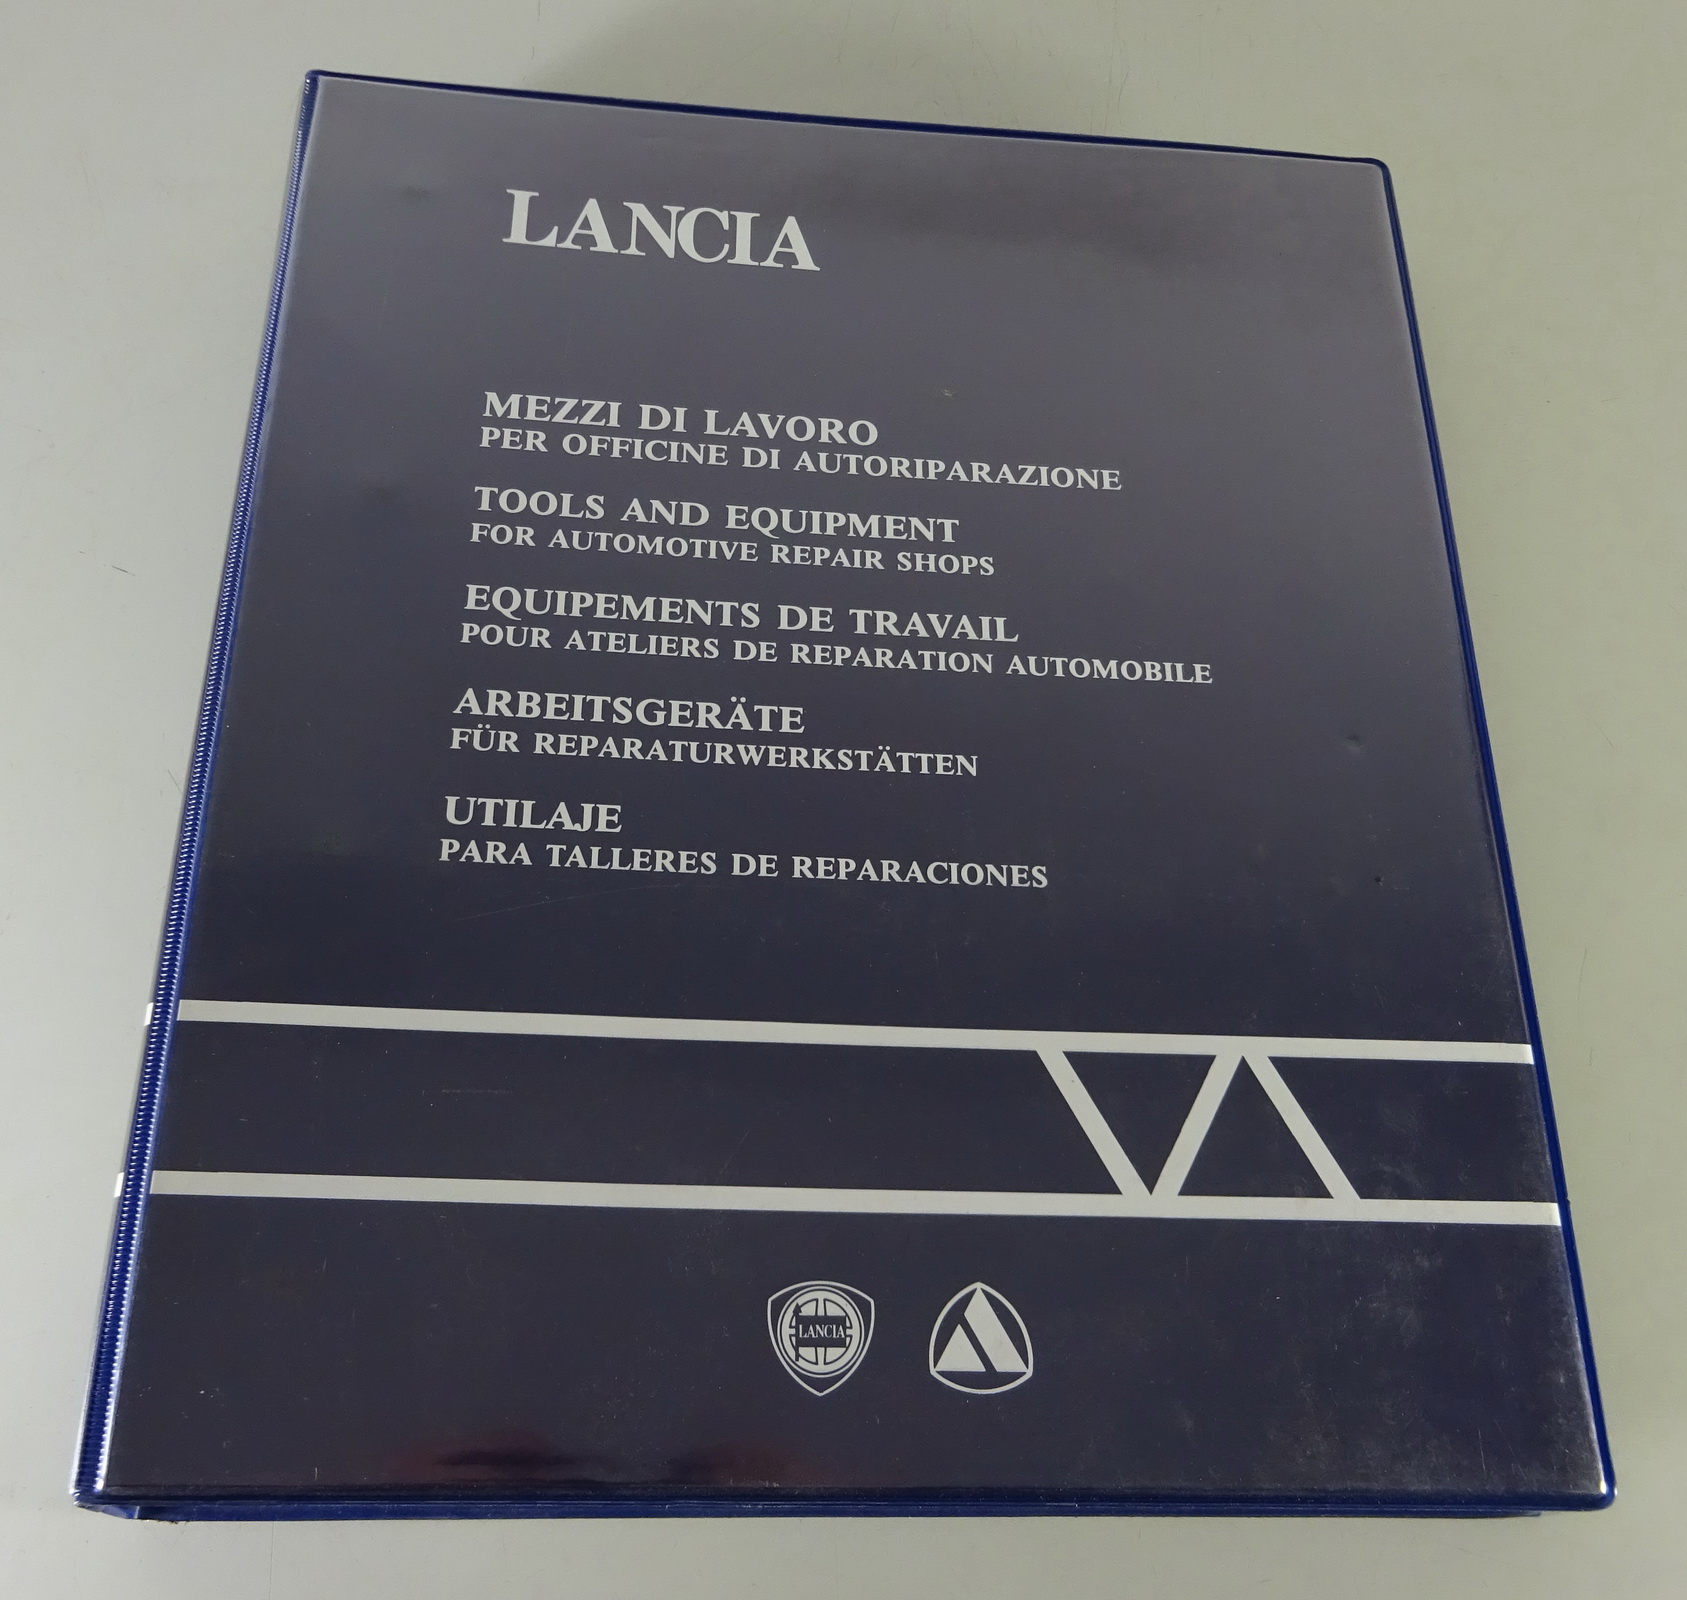 LANCIA
MEZZI DI LAVORO
PER OFFICINE DI AUTORIPARAZIONE
TOOLS AND EQUIPMENT
FOR AUTOMOTIVE REPAIR SHOPS
EQUIPEMENTS DE TRAVAIL
POUR ATELIERS DE REPARATION AUTOMOBILE
ARBEITSGERÄTE
FÜR REPARATURWERKSTÄTTEN
UTILAJE
PARA TALLERES DE REPARACIONES
LANCIA